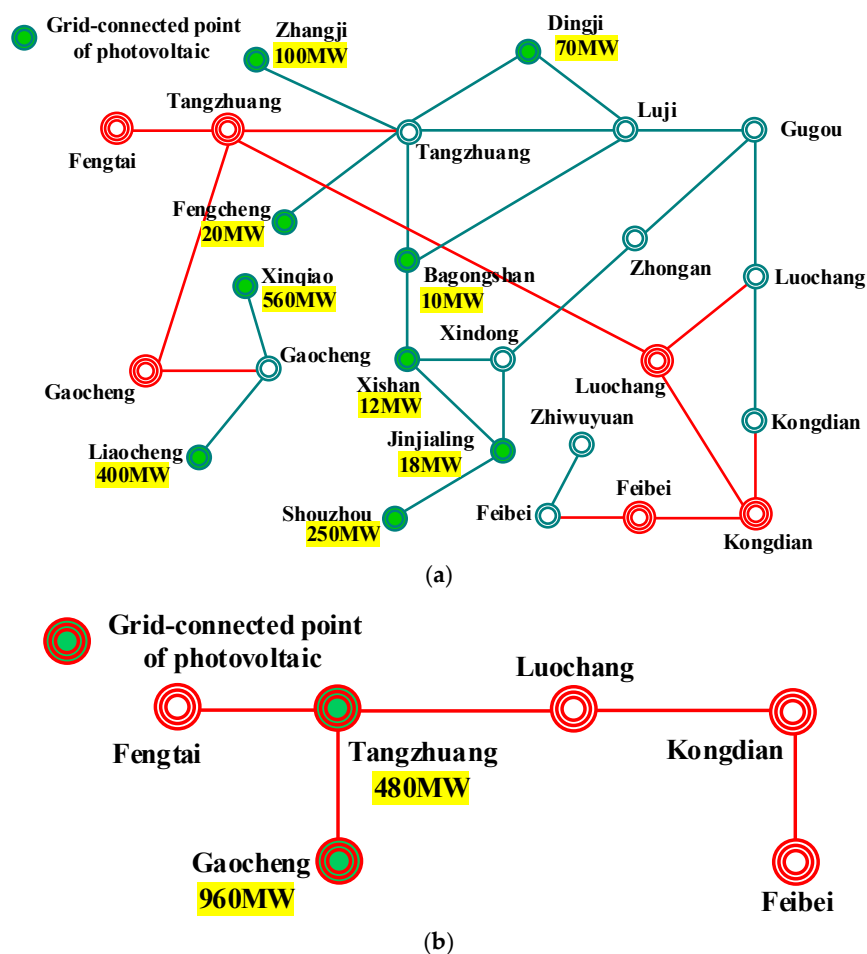 Grid-connected point
of photovoltaic
Zhangji
100MW
Dingji
70MW
Tangzhuang
Fengtai
Tangzhuang
Luji
Gugou
Fengcheng
20MW
Xinqiao
560MW
Bagongshan
10MW
Zhongan
Luochang
Xindong
Gaocheng
Gaocheng
Xishan
12MW
Luochang
Zhiwuyuan
Kongdian
Liaocheng
400MW
Jinjialing
18MW
Shouzhou
250MW
Feibei
Feibei
Kongdian
(a)
Grid-connected point
of photovoltaic
Luochang
Fengtai
Tangzhuang
480MW
Kongdian
Gaocheng
960MW
Feibei
(b)